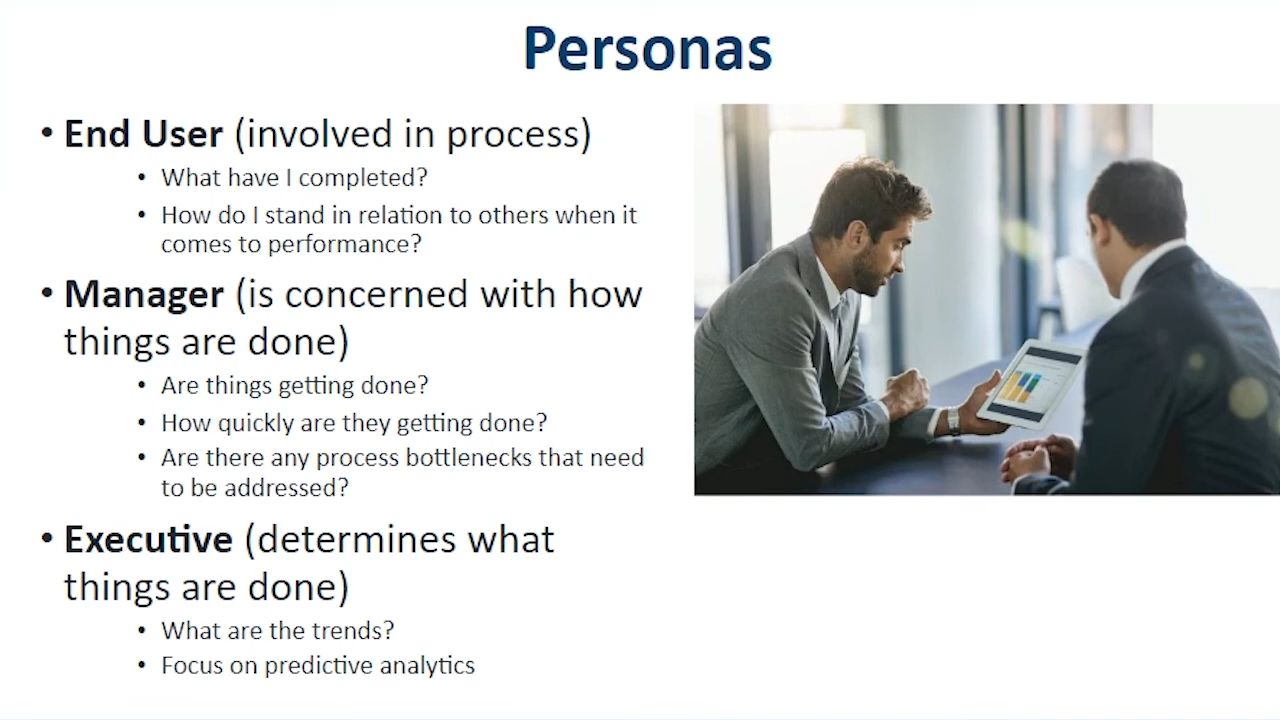 Personas
• End User (involved in process)
• What have I completed?
• How do I stand in relation to others when it
comes to performance?
• Manager (is concerned with how
things are done)
• Are things getting done?
• How quickly are they getting done?
• Are there any process bottlenecks that need
to be addressed?
• Executive (determines what
things are done)
• What are the trends?
• Focus on predictive analytics